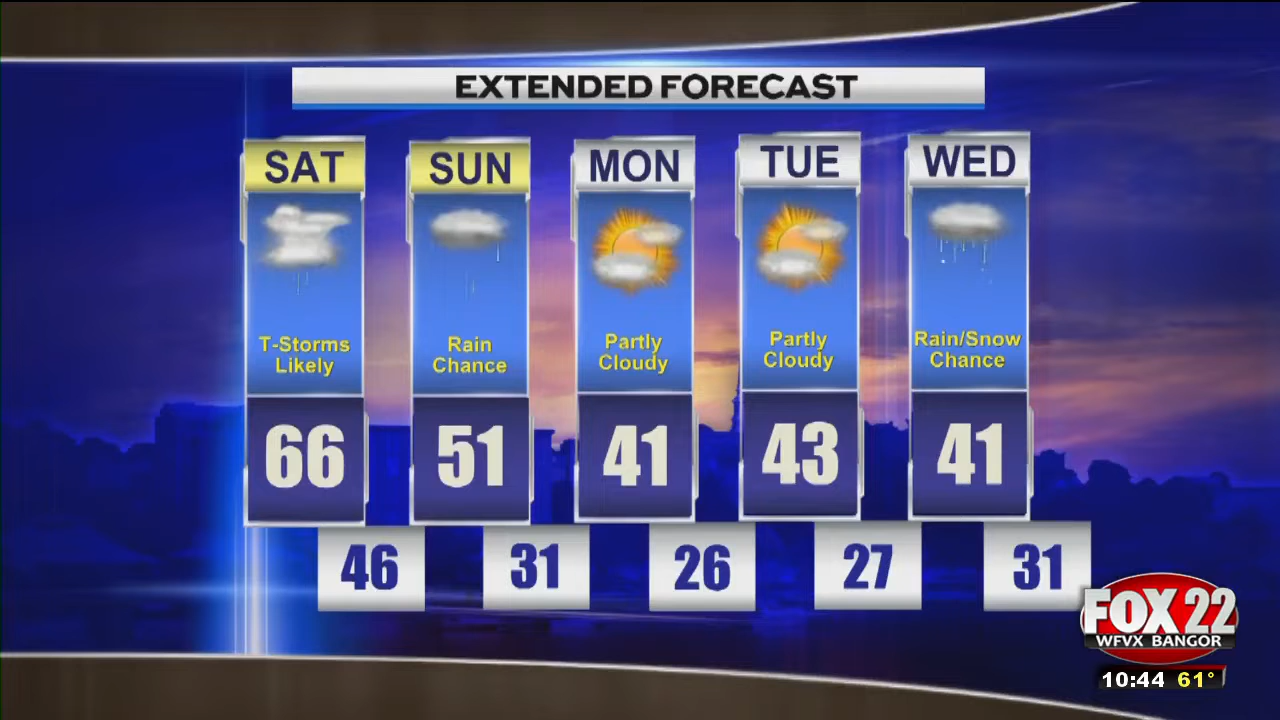 EXTENDED FORECAST
SAT
SUN
MON
TUE
WED
T-Storms
Likely
Rain
Chance
Partly
Cloudy
Partly
Cloudy
Rain/Snow
Chance
66
51
41
43
41
46
31
26
27
31
FOX 22
WFVX BANGOR
10:44 61°